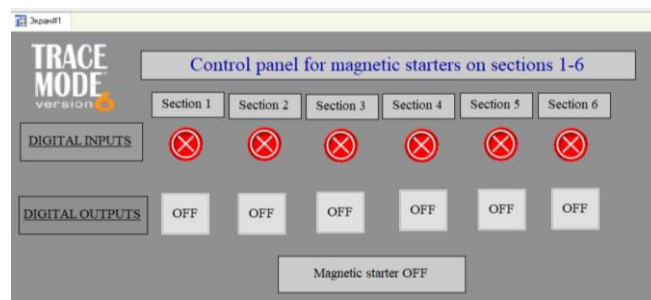 Экран#1
TRACE
MODE
version 6
Control panel for magnetic starters on sections 1-6
Section 1 Section 2 Section 3 Section 4 Section 5 Section 6
DIGITAL INPUTS
DIGITAL OUTPUTS OFF OFF OFF OFF OFF OFF
Magnetic starter OFF